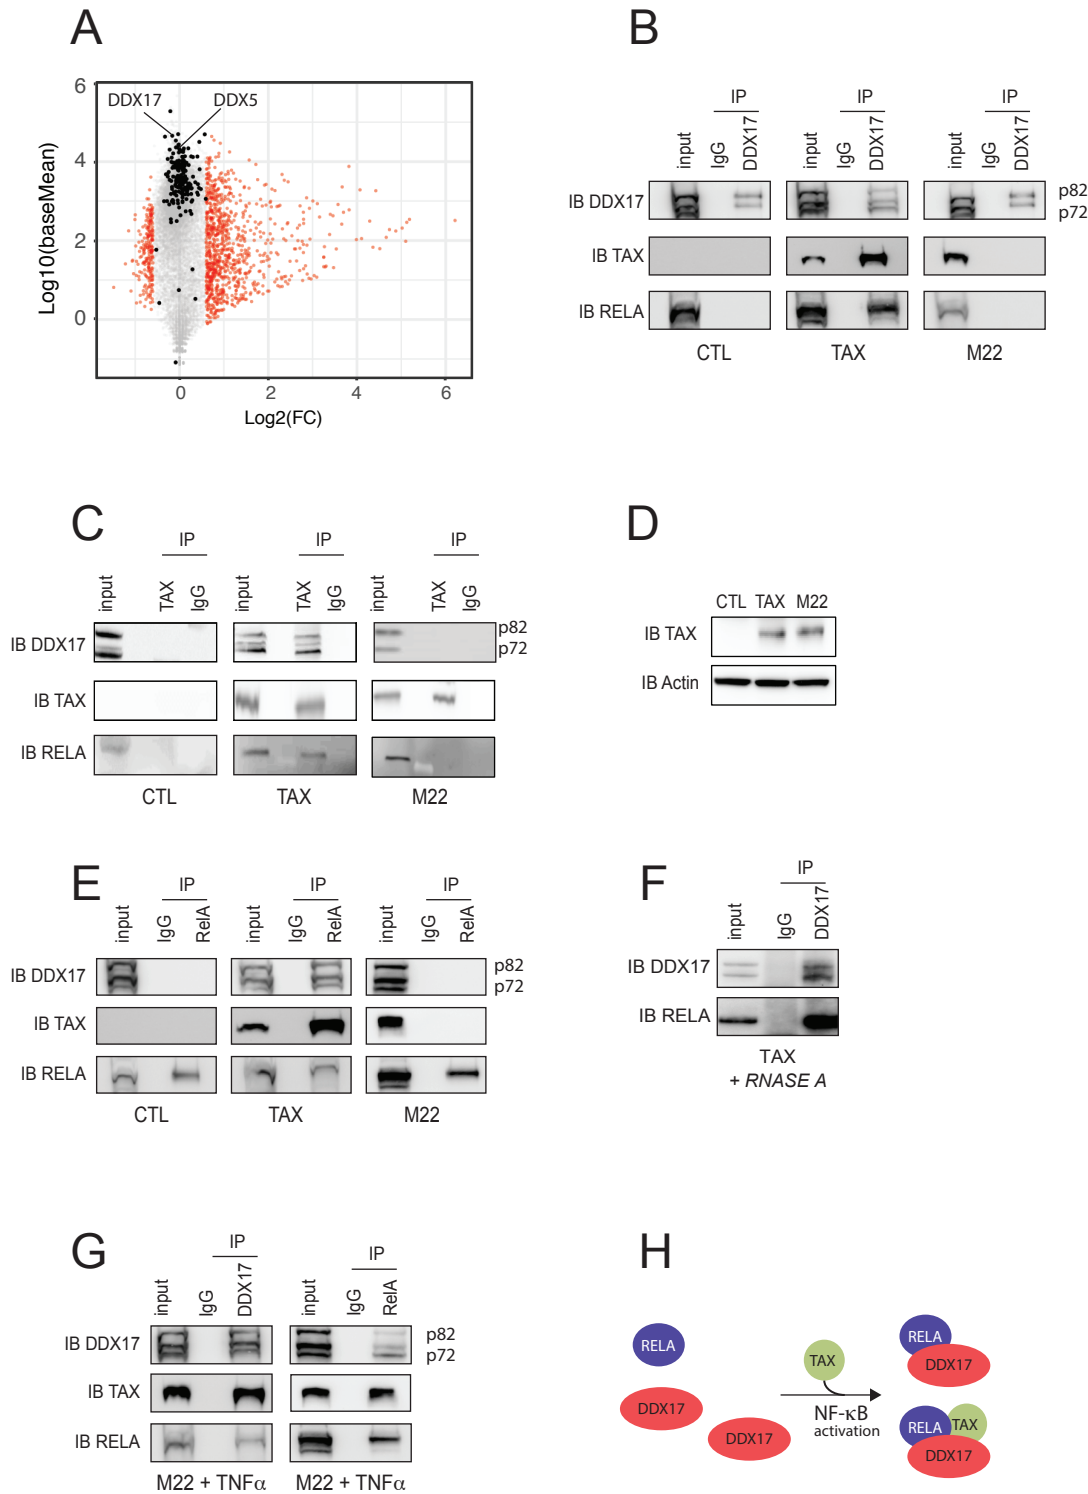 A
6
4
2
0
0
2
4
6
DDX17
DDX5
Log10(baseMean)
Log2(FC)
B
IP
IP
IP
input
IgG
DDX17
input
IgG
DDX17
input
IgG
DDX17
IB DDX17
p82
p72
IB TAX
IB RELA
CTL
TAX
M22
C
IP
IP
IP
input
TAX
IgG
input
TAX
IgG
input
TAX
IgG
IB DDX17
p82
p72
IB TAX
IB RELA
CTL
TAX
M22
D
CTL TAX M22
IB TAX
IB Actin
E
IP
IP
IP
input
IgG
RelA
input
IgG
RelA
input
IgG
RelA
IB DDX17
p82
p72
IB TAX
IB RELA
CTL
TAX
M22
F
IP
input
IgG
DDX17
IB DDX17
IB RELA
TAX
+ RNASE A
G
IP
IP
input
IgG
DDX17
input
IgG
RelA
IB DDX17
p82
p72
IB TAX
IB RELA
M22 + TNFα
M22 + TNFα
H
RELA
DDX17
DDX17
TAX
NF-κB
activation
RELA
DDX17
RELA
TAX
DDX17